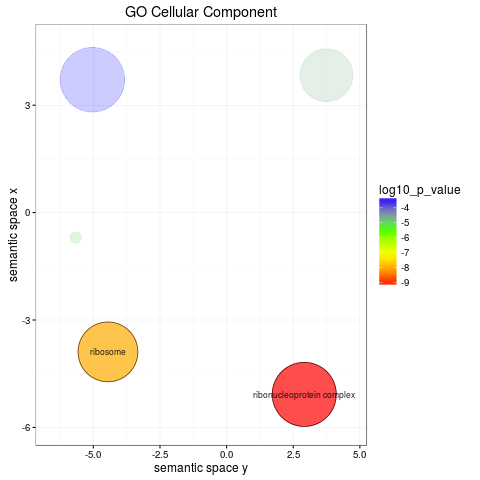 GO Cellular Component
semantic space x
3
0
-3
-6
ribosome
ribonucleoprotein complex
-5.0
-2.5
0.0
2.5
5.0
semantic space y
log10_p_value
-4
-5
-6
-7
-8
-9